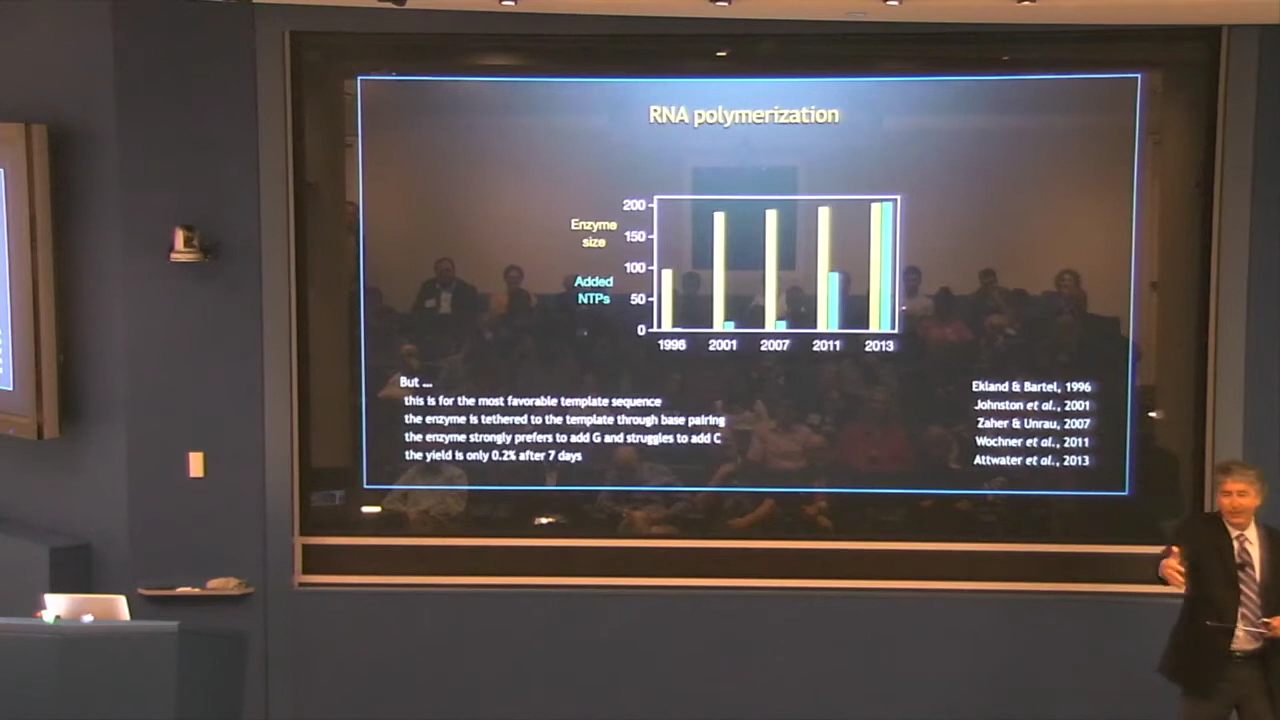 RNA polymerization
Enzyme
size
Added
NTPs
200
150
100
50
0
1996 2001 2007 2011 2013
But ...
this is for the most favorable template sequence
the enzyme is tethered to the template through base pairing
the enzyme strongly prefers to add G and struggles to add C
the yield is only 0.2% after 7 days
Ekland & Bartel, 1996
Johnston et al., 2001
Zaher & Unrau, 2007
Wochner et al., 2011
Attwater et al., 2013